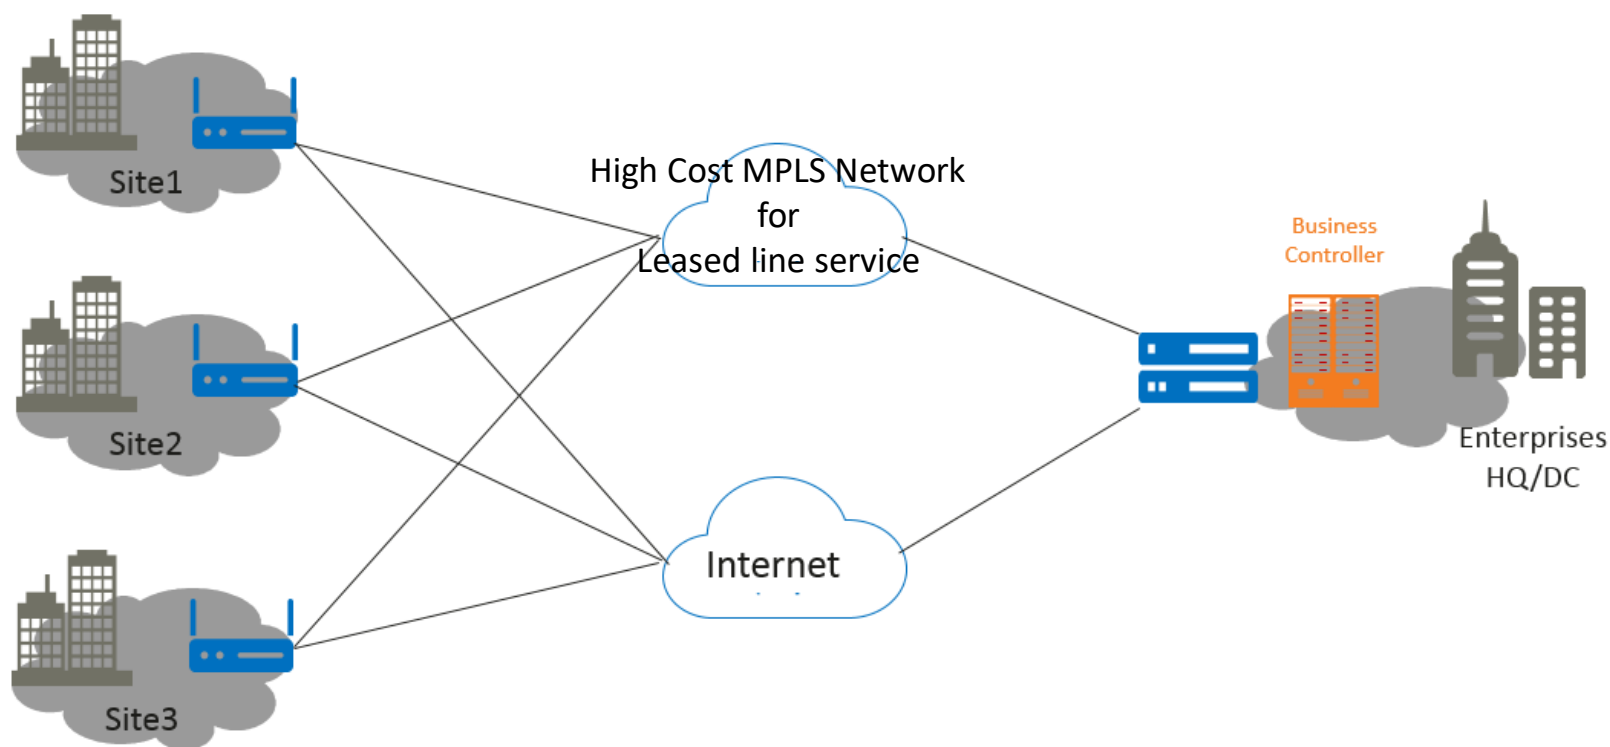 Site1
High Cost MPLS Network
for
Leased line service
Business
Controller
Site2
Enterprises
HQ/DC
Internet
Site3